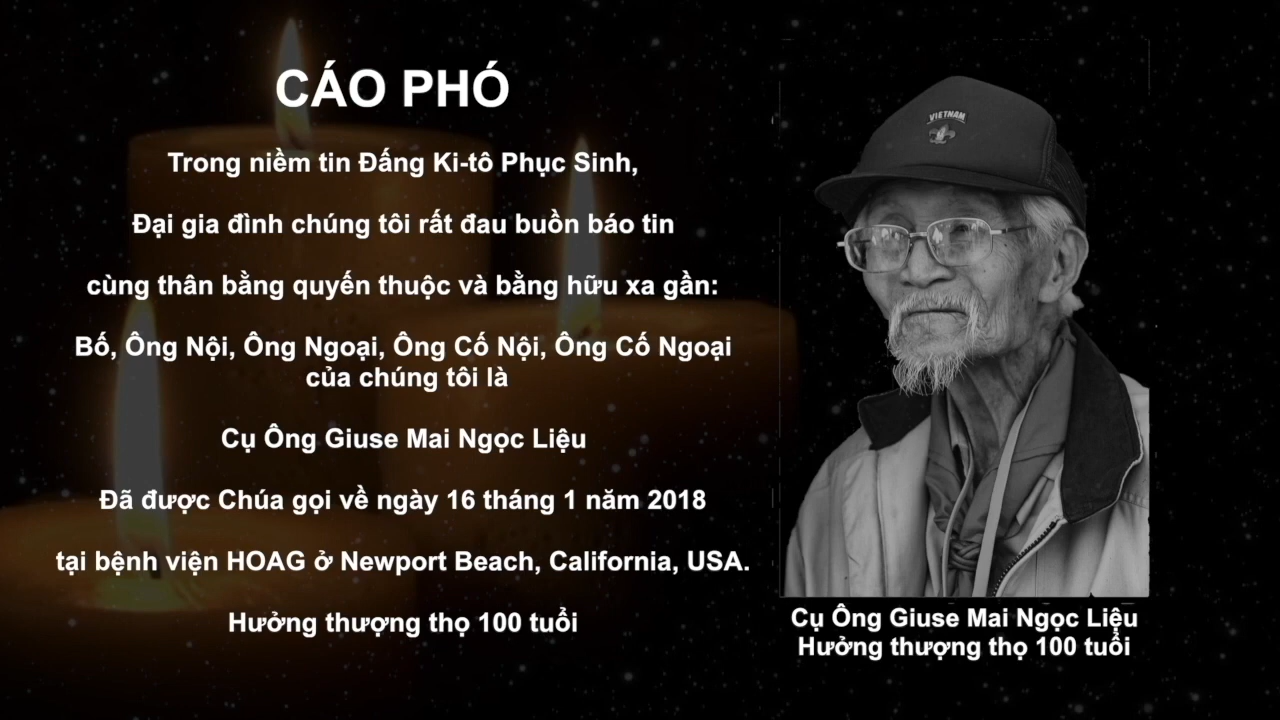 CÁO PHÓ
Trong niềm tin Đấng Ki-tô Phục Sinh,
Đại gia đình chúng tôi rất đau buồn báo tin
cùng thân bằng quyến thuộc và bằng hữu xa gần:
Bố, Ông Nội, Ông Ngoại, Ông Cố Nội, Ông Cố Ngoại
của chúng tôi là
Cụ Ông Giuse Mai Ngọc Liệu
Đã được Chúa gọi về ngày 16 tháng 1 năm 2018
tại bệnh viện HOAG ở Newport Beach, California, USA.
Hưởng thượng thọ 100 tuổi
VIETNAM
Cụ Ông Giuse Mai Ngọc Liệu
Hưởng thượng thọ 100 tuổi